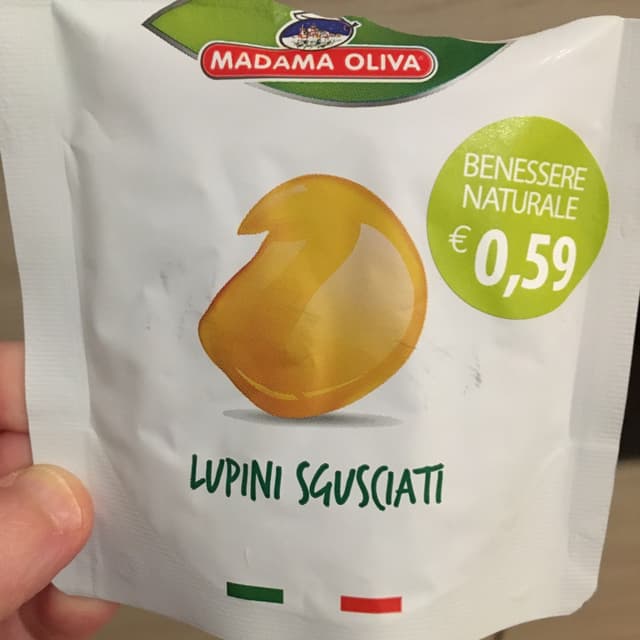 MADAMA OLIVA
BENESSERE
NATURALE
€ 0,59
LUPINI SGUSCIATI